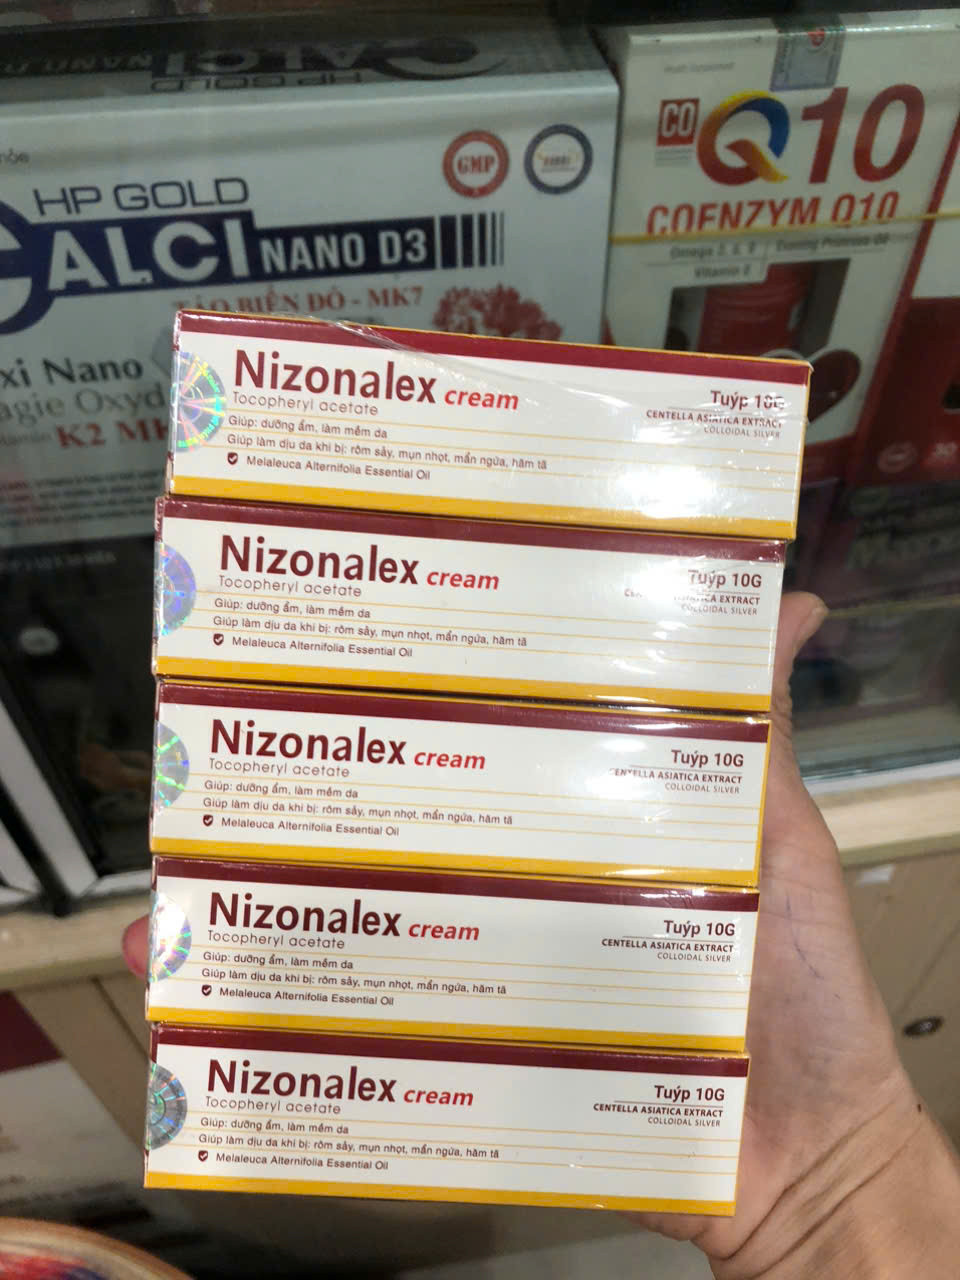 HP GOLD
CALCI NANO D3
TẢO BIỂN ĐỎ - MK7
GMP
xi Nano
agie Oxyd
K2 MK
CO Q10
COENZYM Q10
Omega 3, 6, 9
Evening Primrose Oil
Vitamin E
Nizonalex cream
Tocopheryl acetate
Giúp: dưỡng ẩm, làm mềm da
Giúp làm dịu da khi bị: rôm sảy, mụn nhọt, mẩn ngứa, hăm tã
Melaleuca Alternifolia Essential Oil
Tuýp 10G
CENTELLA ASIATICA EXTRACT
COLLOIDAL SILVER
Nizonalex cream
Tocopheryl acetate
Giúp: dưỡng ẩm, làm mềm da
Giúp làm dịu da khi bị: rôm sảy, mụn nhọt, mẩn ngứa, hăm tã
Melaleuca Alternifolia Essential Oil
Tuýp 10G
ASIATICA EXTRACT
COLLOIDAL SILVER
Nizonalex cream
Tocopheryl acetate
Giúp: dưỡng ẩm, làm mềm da
Giúp làm dịu da khi bị: rôm sảy, mụn nhọt, mẩn ngứa, hăm tã
Melaleuca Alternifolia Essential Oil
Tuýp 10G
CENTELLA ASIATICA EXTRACT
COLLOIDAL SILVER
Nizonalex cream
Tocopheryl acetate
Giúp: dưỡng ẩm, làm mềm da
Giúp làm dịu da khi bị: rôm sảy, mụn nhọt, mẩn ngứa, hăm tã
Melaleuca Alternifolia Essential Oil
Tuýp 10G
CENTELLA ASIATICA EXTRACT
COLLOIDAL SILVER
Nizonalex cream
Tocopheryl acetate
Giúp: dưỡng ẩm, làm mềm da
Giúp làm dịu da khi bị: rôm sảy, mụn nhọt, mẩn ngứa, hăm tã
Melaleuca Alternifolia Essential Oil
Tuýp 10G
CENTELLA ASIATICA EXTRACT
COLLOIDAL SILVER